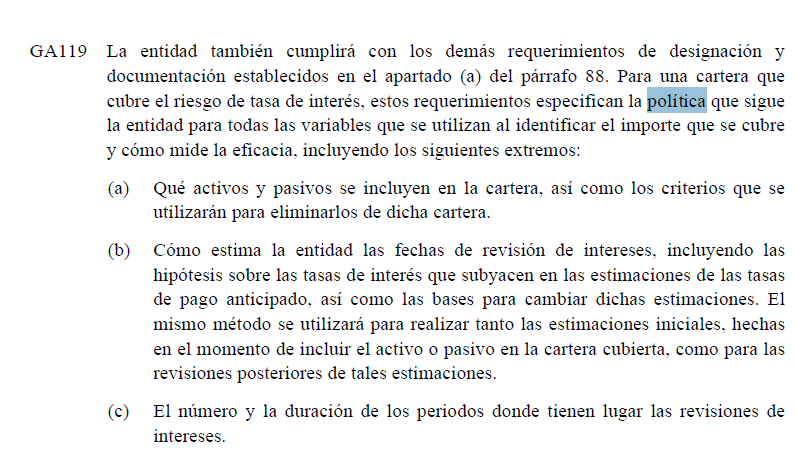 GA119 La entidad también cumplirá con los demás requerimientos de designación y
documentación establecidos en el apartado (a) del párrafo 88. Para una cartera que
cubre el riesgo de tasa de interés, estos requerimientos especifican la política que sigue
la entidad para todas las variables que se utilizan al identificar el importe que se cubre
y cómo mide la eficacia, incluyendo los siguientes extremos:
(a) Qué activos y pasivos se incluyen en la cartera, así como los criterios que se
utilizarán para eliminarlos de dicha cartera.
(b) Cómo estima la entidad las fechas de revisión de intereses, incluyendo las
hipótesis sobre las tasas de interés que subyacen en las estimaciones de las tasas
de pago anticipado, así como las bases para cambiar dichas estimaciones. El
mismo método se utilizará para realizar tanto las estimaciones iniciales, hechas
en el momento de incluir el activo o pasivo en la cartera cubierta, como para las
revisiones posteriores de tales estimaciones.
(c) El número y la duración de los periodos donde tienen lugar las revisiones de
intereses.